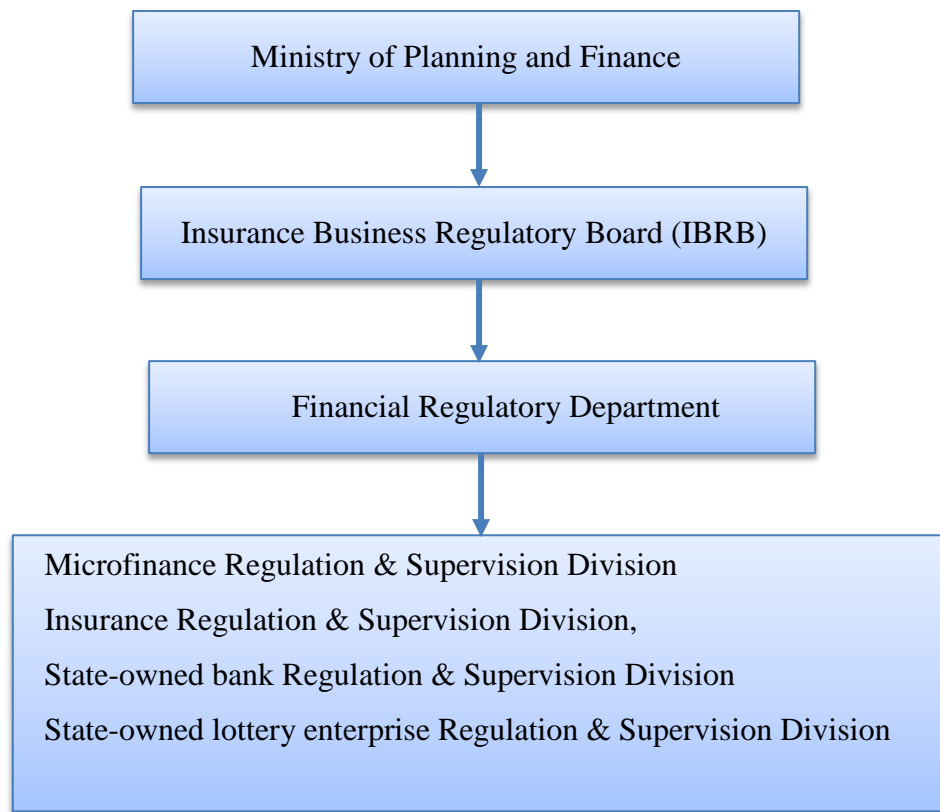 Ministry of Planning and Finance
Insurance Business Regulatory Board (IBRB)
Financial Regulatory Department
Microfinance Regulation & Supervision Division
Insurance Regulation & Supervision Division,
State-owned bank Regulation & Supervision Division
State-owned lottery enterprise Regulation & Supervision Division